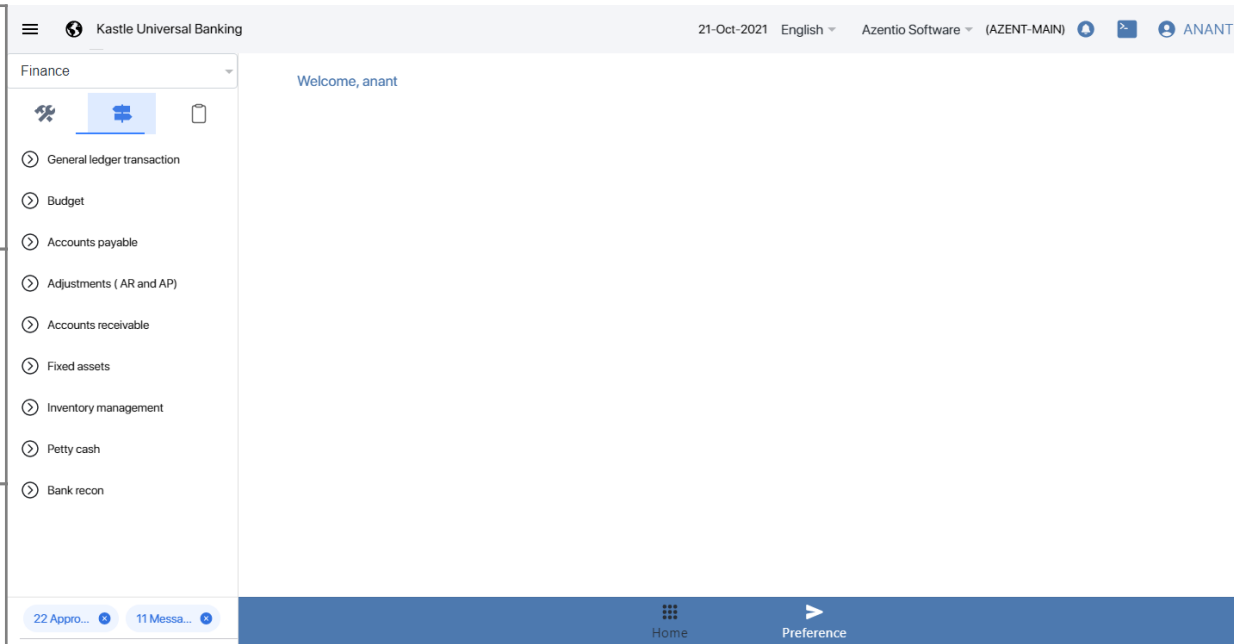 Kastle Universal Banking 21-Oct-2021 English Azentio Software (AZENT-MAIN) ANANT
Finance
Welcome, anant
General ledger transaction
Budget
Accounts payable
Adjustments ( AR and AP)
Accounts receivable
Fixed assets
Inventory management
Petty cash
Bank recon
22 Appro... 11 Messa...
Home Preference